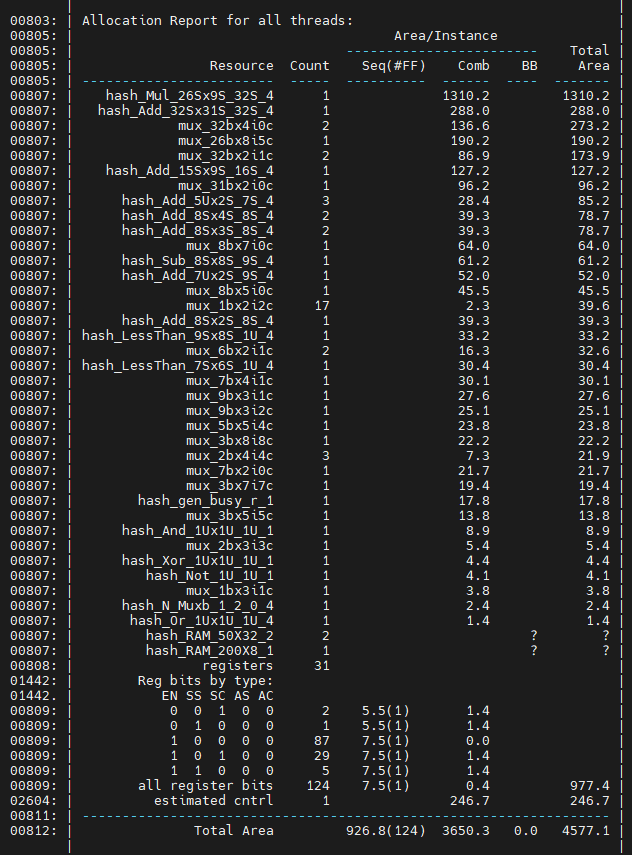 00803: | Allocation Report for all threads: |
00805: | Area/Instance |
00805: | ------------------------ Total |
00805: | Resource Count Seq(#FF) Comb BB Area |
00805: | ------------------------ ----- -------- ------ ---- ------- |
00807: | hash_Mul_26Sx9S_32S_4 1 1310.2 1310.2 |
00807: | hash_Add_32Sx31S_32S_4 1 288.0 288.0 |
00807: | mux_32bx4i0c 2 136.6 273.2 |
00807: | mux_26bx8i5c 1 190.2 190.2 |
00807: | mux_32bx2i1c 2 86.9 173.9 |
00807: | hash_Add_15Sx9S_16S_4 1 127.2 127.2 |
00807: | mux_31bx2i0c 1 96.2 96.2 |
00807: | hash_Add_5Ux2S_7S_4 3 28.4 85.2 |
00807: | hash_Add_8Sx4S_8S_4 2 39.3 78.7 |
00807: | hash_Add_8Sx3S_8S_4 2 39.3 78.7 |
00807: | mux_8bx7i0c 1 64.0 64.0 |
00807: | hash_Sub_8Sx8S_9S_4 1 61.2 61.2 |
00807: | hash_Add_7Ux2S_9S_4 1 52.0 52.0 |
00807: | mux_8bx5i0c 1 45.5 45.5 |
00807: | mux_1bx2i2c 17 2.3 39.6 |
00807: | hash_Add_8Sx2S_8S_4 1 39.3 39.3 |
00807: | hash_LessThan_9Sx8S_1U_4 1 33.2 33.2 |
00807: | mux_6bx2i1c 2 16.3 32.6 |
00807: | hash_LessThan_7Sx6S_1U_4 1 30.4 30.4 |
00807: | mux_7bx4i1c 1 30.1 30.1 |
00807: | mux_9bx3i1c 1 27.6 27.6 |
00807: | mux_9bx3i2c 1 25.1 25.1 |
00807: | mux_5bx5i4c 1 23.8 23.8 |
00807: | mux_3bx8i8c 1 22.2 22.2 |
00807: | mux_2bx4i4c 3 7.3 21.9 |
00807: | mux_7bx2i0c 1 21.7 21.7 |
00807: | mux_3bx7i7c 1 19.4 19.4 |
00807: | hash_gen_busy_r_1 1 17.8 17.8 |
00807: | mux_3bx5i5c 1 13.8 13.8 |
00807: | hash_And_1Ux1U_1U_1 1 8.9 8.9 |
00807: | mux_2bx3i3c 1 5.4 5.4 |
00807: | hash_Xor_1Ux1U_1U_1 1 4.4 4.4 |
00807: | hash_Not_1U_1U_1 1 4.1 4.1 |
00807: | mux_1bx3i1c 1 3.8 3.8 |
00807: | hash_N_Muxb_1_2_0_4 1 2.4 2.4 |
00807: | hash_Or_1Ux1U_1U_4 1 1.4 1.4 |
00807: | hash_RAM_50X32_2 2 ? ? |
00807: | hash_RAM_200X8_1 1 ? ? |
00808: | registers 31 |
01442: | Reg bits by type: |
01442: | EN SS SC AS AC |
00809: | 0 0 1 0 0 2 5.5(1) 1.4 |
00809: | 0 1 0 0 0 1 5.5(1) 1.4 |
00809: | 1 0 0 0 0 87 7.5(1) 0.0 |
00809: | 1 0 1 0 0 29 7.5(1) 1.4 |
00809: | 1 1 0 0 0 5 7.5(1) 1.4 |
00809: | all register bits 124 7.5(1) 0.4 977.4 |
02604: | estimated cntrl 1 246.7 246.7 |
00811: | ------------------------------------------------------------------- |
00812: | Total Area 926.8(124) 3650.3 0.0 4577.1 |